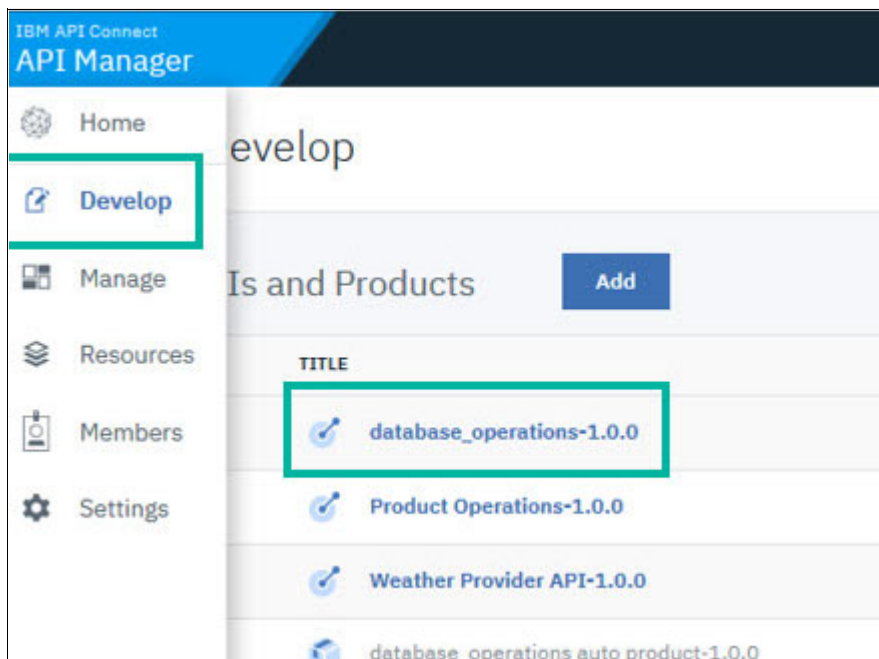 IBM API Connect
API Manager
Home
evelop
Develop
Manage
Is and Products
Add
Resources
TITLE
Members
database_operations-1.0.0
Settings
Product Operations-1.0.0
Weather Provider API-1.0.0
database_operations auto product-1.0.0